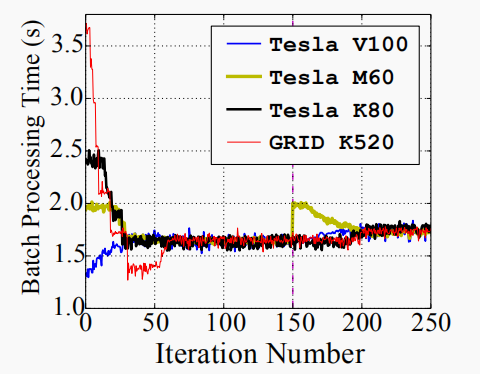 Batch Processing Time (s)
3.5
3.0
2.5
2.0
1.5
1.0
Tesla V100
Tesla M60
Tesla K80
GRID K520
0 50 100 150 200 250
Iteration Number